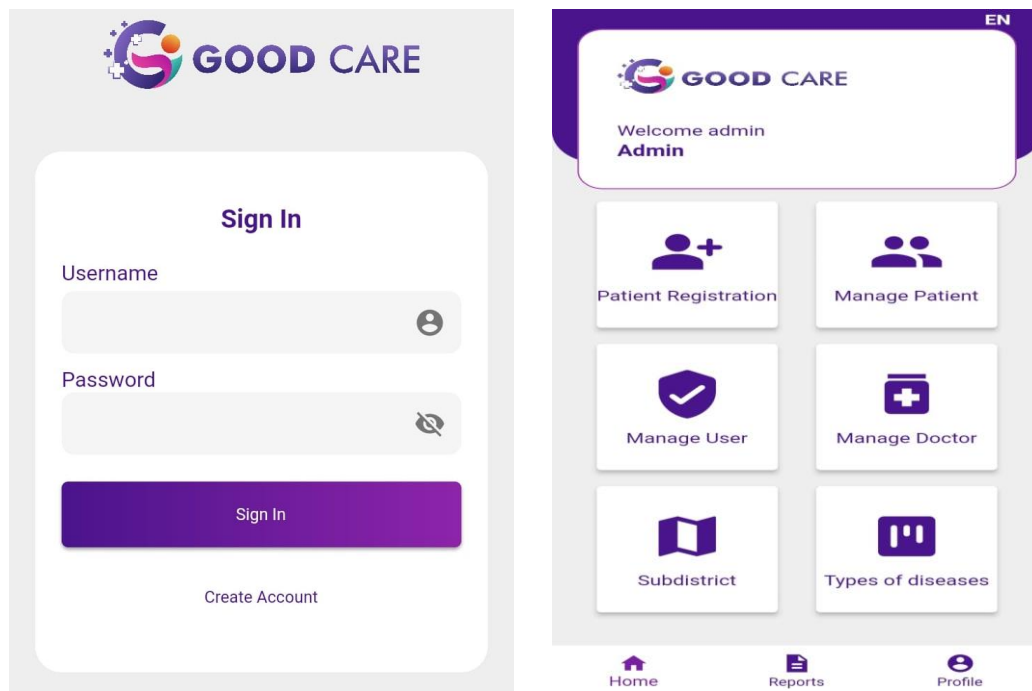 GOOD CARE
Sign In
Username
Password
Sign In
Create Account
EN
GOOD CARE
Welcome admin
Admin
Patient Registration
Manage Patient
Manage User
Manage Doctor
Subdistrict
Types of diseases
Home
Reports
Profile